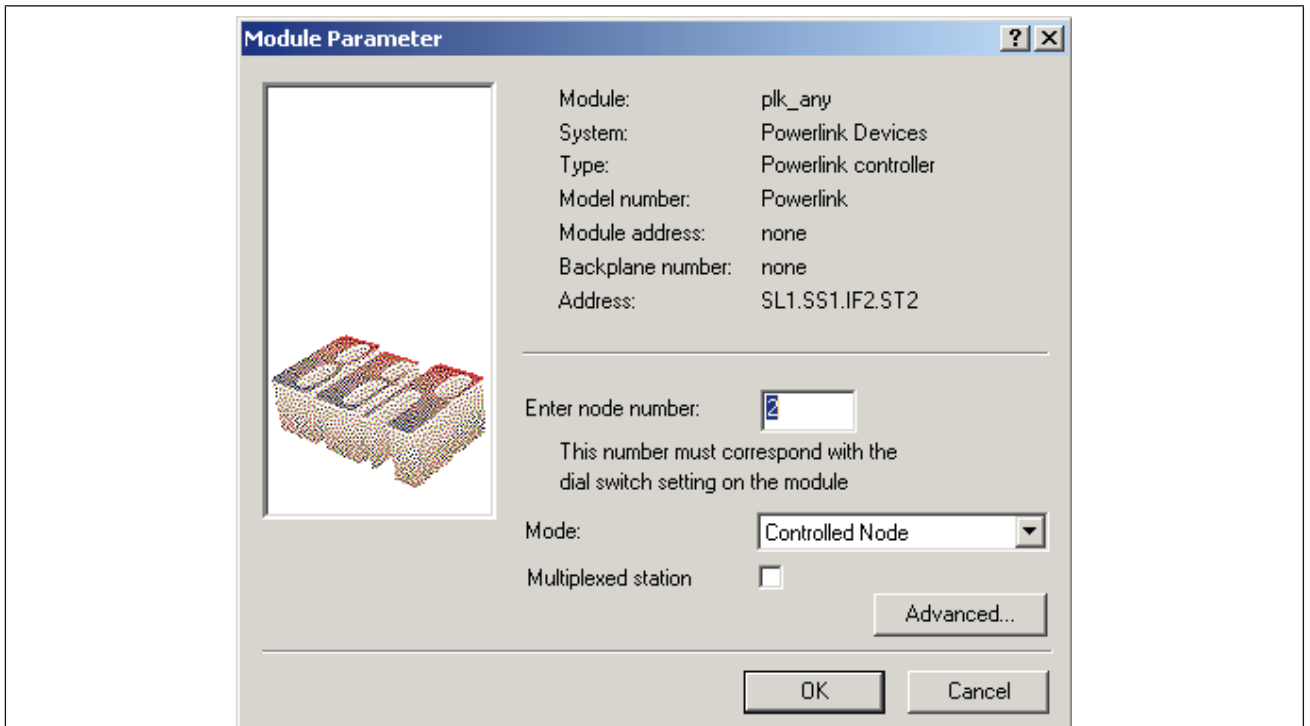 Module Parameter
Module: plk_any
System: Powerlink Devices
Type: Powerlink controller
Model number: Powerlink
Module address: none
Backplane number: none
Address: SL1.SS1.IF2.ST2
Enter node number: 2
This number must correspond with the
dial switch setting on the module
Mode: Controlled Node
Multiplexed station
Advanced...
OK Cancel